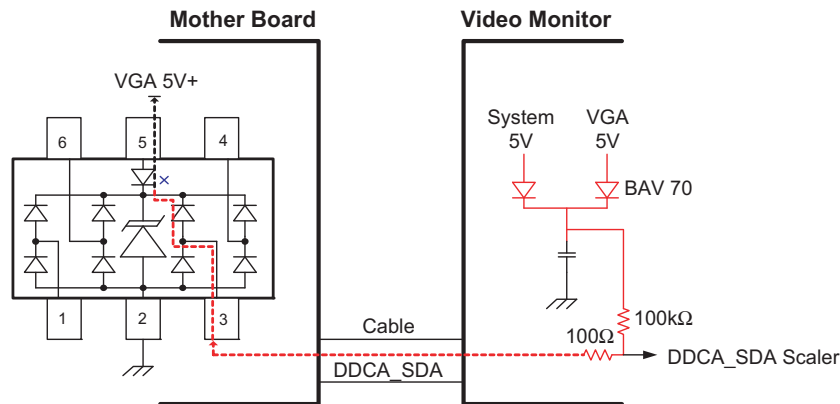 Mother Board
Video Monitor
VGA 5V+
System
5V
VGA
5V
6
5
4
×
BAV 70
1
2
3
Cable
100kΩ
100Ω
DDCA_SDA Scaler
DDCA_SDA